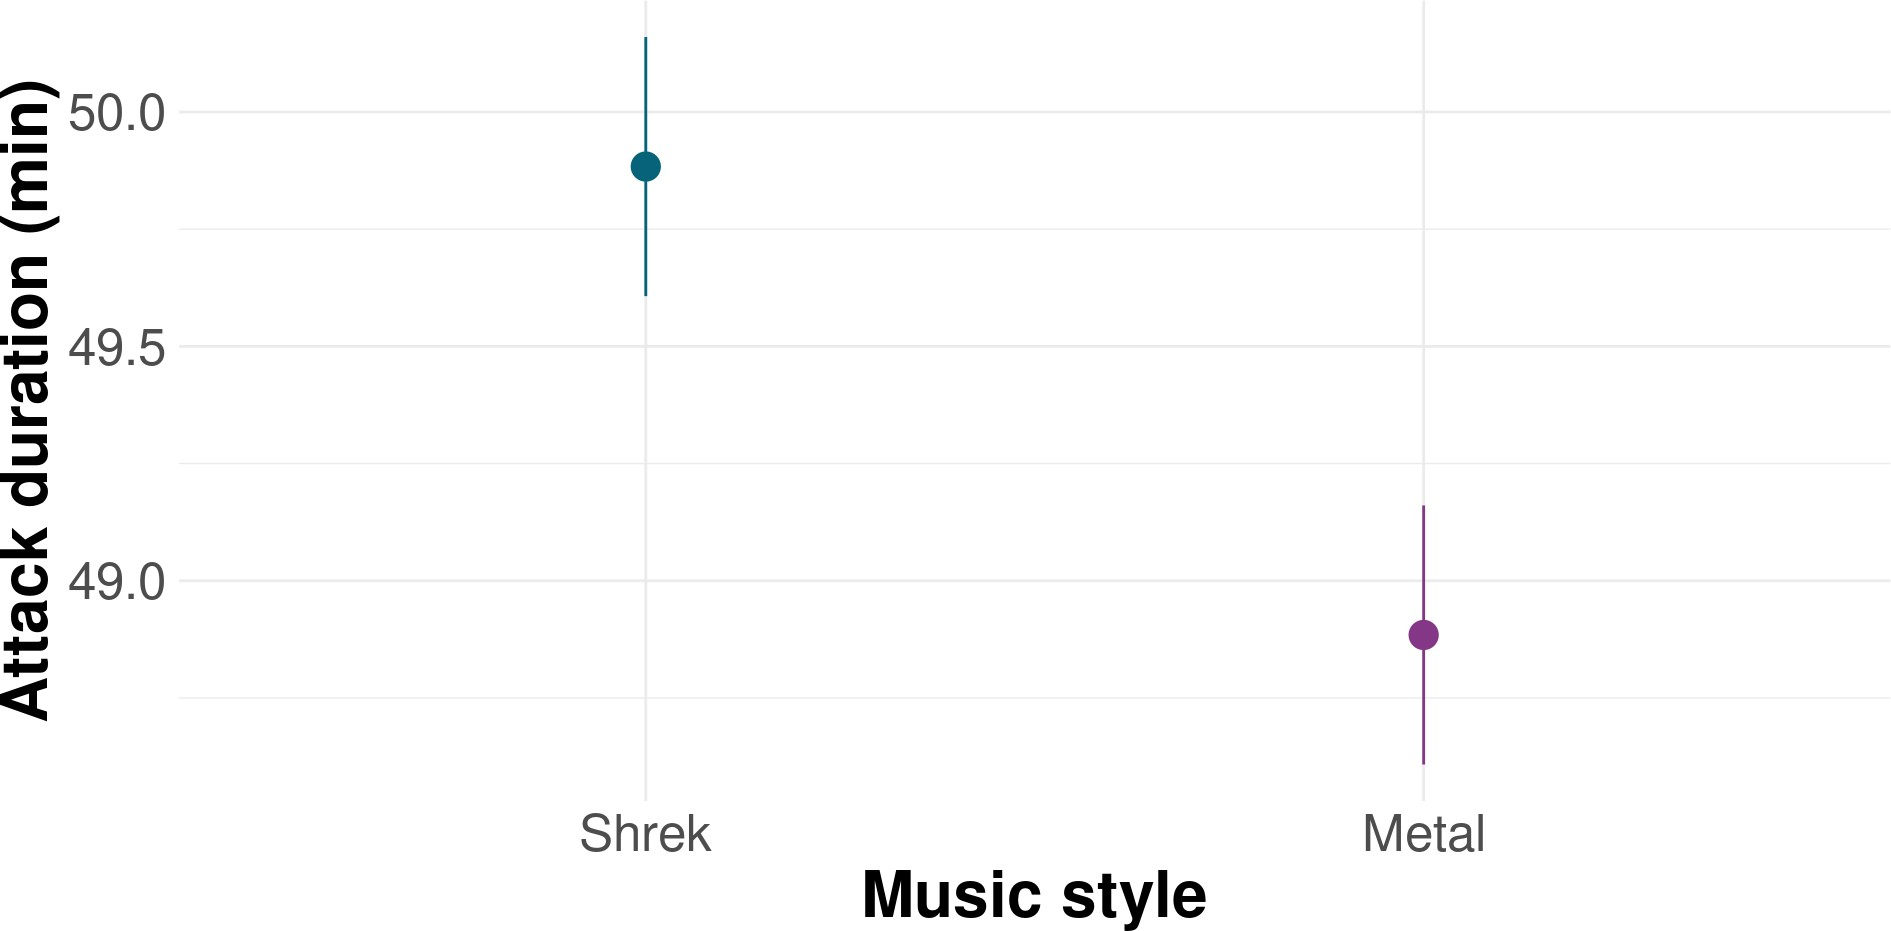 Attack duration (min)
50.0
49.5
49.0
Shrek
Metal
Music style